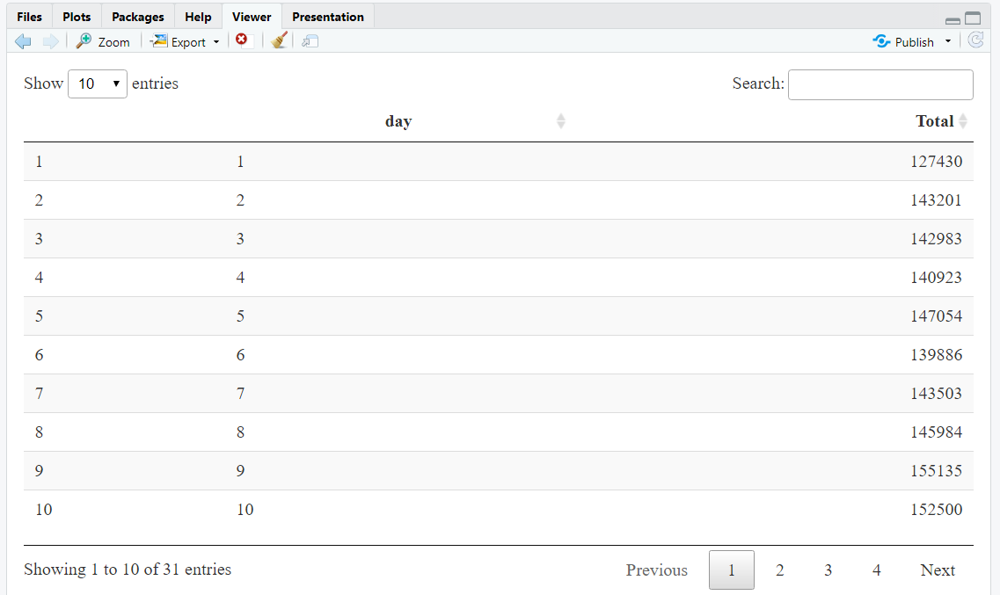 Files Plots Packages Help Viewer Presentation
Zoom Export Publish
Show 10 entries Search:
day Total
1 1 127430
2 2 143201
3 3 142983
4 4 140923
5 5 147054
6 6 139886
7 7 143503
8 8 145984
9 9 155135
10 10 152500
Showing 1 to 10 of 31 entries Previous 1 2 3 4 Next